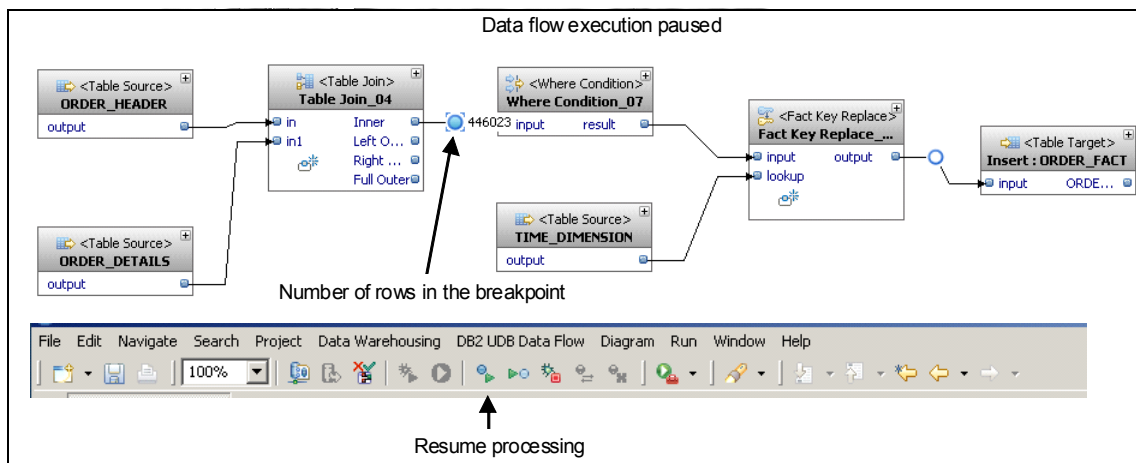 Data flow execution paused
<Table Source>
ORDER_HEADER
output
<Table Join>
Table Join_04
in Inner
in1 Left O...
Right ...
Full Outer
446023
<Where Condition>
Where Condition_07
input result
<Fact Key Replace>
Fact Key Replace_...
input output
lookup
<Table Target>
Insert : ORDER_FACT
input ORDE...
<Table Source>
ORDER_DETAILS
output
<Table Source>
TIME_DIMENSION
output
Number of rows in the breakpoint
File Edit Navigate Search Project Data Warehousing DB2 UDB Data Flow Diagram Run Window Help
100%
Resume processing